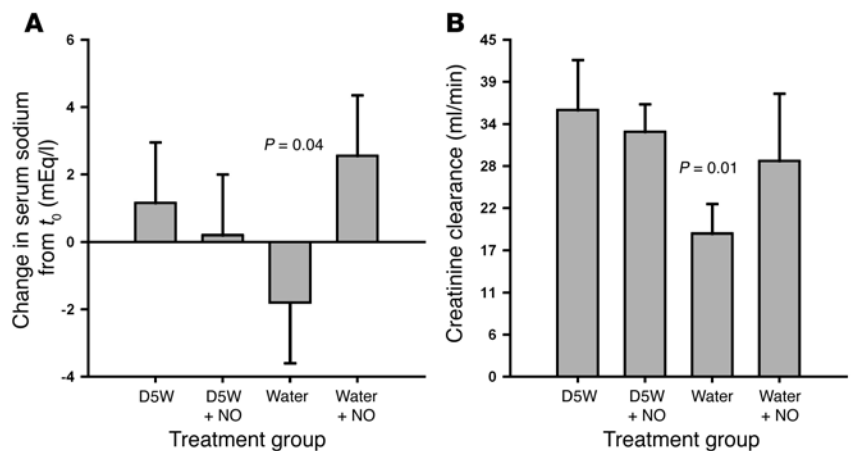 A
Change in serum sodium
from t₀ (mEq/l)
6
4
2
0
-2
-4
P = 0.04
D5W
D5W
+ NO
Water
Water
+ NO
Treatment group
B
Creatinine clearance (ml/min)
45
39
34
28
22
17
11
6
0
P = 0.01
D5W
D5W
+ NO
Water
Water
+ NO
Treatment group